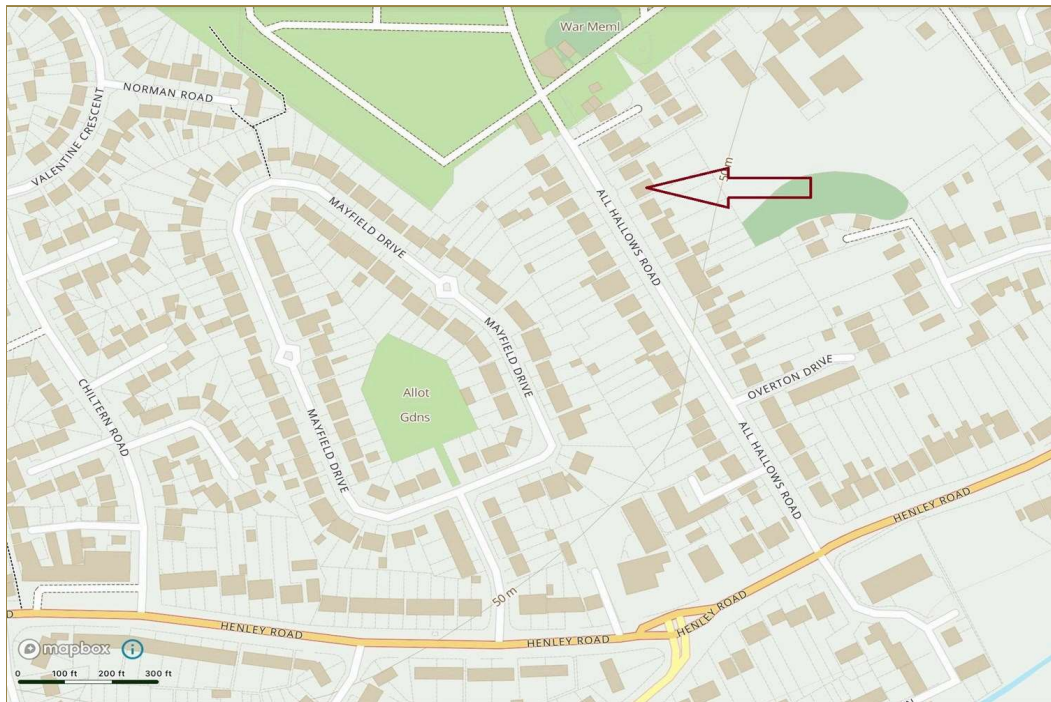 War Meml
NORMAN ROAD
VALENTINE CRESCENT
50 m
MAYFIELD DRIVE
ALL HALLOWS ROAD
MAYFIELD DRIVE
OVERTON DRIVE
CHILTERN ROAD
Allot
Gdns
MAYFIELD DRIVE
ALL HALLOWS ROAD
HENLEY ROAD
50 m
HENLEY ROAD
D
HENLEY ROAD
HENLEY ROAD
mapbox i
0 100 ft 200 ft 300 ft